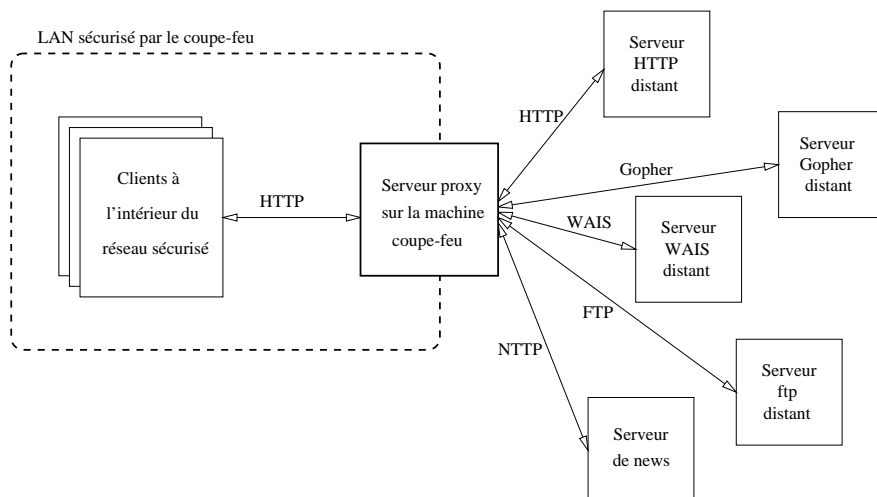 LAN sécurisé par le coupe-feu
Clients à
l'intérieur du
réseau sécurisé
HTTP
Serveur proxy
sur la machine
coupe-feu
HTTP
Serveur
HTTP
distant
Gopher
Serveur
Gopher
distant
WAIS
Serveur
WAIS
distant
FTP
Serveur
ftp
distant
NTTP
Serveur
de news